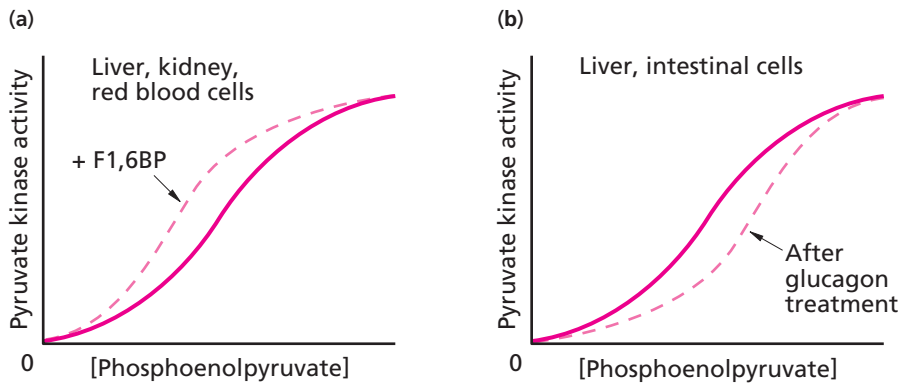 (a)
Pyruvate kinase activity
Liver, kidney,
red blood cells
+ F1,6BP
0
[Phosphoenolpyruvate]
(b)
Pyruvate kinase activity
Liver, intestinal cells
After
glucagon
treatment
0
[Phosphoenolpyruvate]